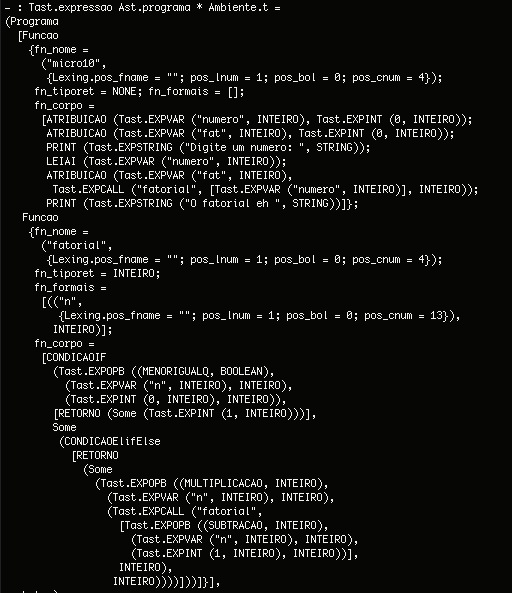 - : Tast.expressao Ast.programa * Ambiente.t =
(Programa
[Funcao
{fn_nome =
("micro10",
{Lexing.pos_fname = ""; pos_lnum = 1; pos_bol = 0; pos_cnum = 4});
fn_tiporet = NONE; fn_formais = [];
fn_corpo =
[ATRIBUICAO (Tast.EXPVAR ("numero", INTEIRO), Tast.EXPINT (0, INTEIRO));
ATRIBUICAO (Tast.EXPVAR ("fat", INTEIRO), Tast.EXPINT (0, INTEIRO));
PRINT (Tast.EXPSTRING ("Digite um numero: ", STRING));
LEIAI (Tast.EXPVAR ("numero", INTEIRO));
ATRIBUICAO (Tast.EXPVAR ("fat", INTEIRO),
Tast.EXPCALL ("fatorial", [Tast.EXPVAR ("numero", INTEIRO)], INTEIRO));
PRINT (Tast.EXPSTRING ("O fatorial eh ", STRING))]};
Funcao
{fn_nome =
("fatorial",
{Lexing.pos_fname = ""; pos_lnum = 1; pos_bol = 0; pos_cnum = 4});
fn_tiporet = INTEIRO;
fn_formais =
[(("n",
{Lexing.pos_fname = ""; pos_lnum = 1; pos_bol = 0; pos_cnum = 13}),
INTEIRO)];
fn_corpo =
[CONDICAOIF
(Tast.EXPOPB ((MENORIGUALQ, BOOLEAN),
(Tast.EXPVAR ("n", INTEIRO), INTEIRO),
(Tast.EXPINT (0, INTEIRO), INTEIRO)),
[RETORNO (Some (Tast.EXPINT (1, INTEIRO)))],
Some
(CONDICAOElifElse
[RETORNO
(Some
(Tast.EXPOPB ((MULTIPLICACAO, INTEIRO),
(Tast.EXPVAR ("n", INTEIRO), INTEIRO),
(Tast.EXPCALL ("fatorial",
[Tast.EXPOPB ((SUBTRACAO, INTEIRO),
(Tast.EXPVAR ("n", INTEIRO), INTEIRO),
(Tast.EXPINT (1, INTEIRO), INTEIRO))],
INTEIRO),
INTEIRO))))]))]}],